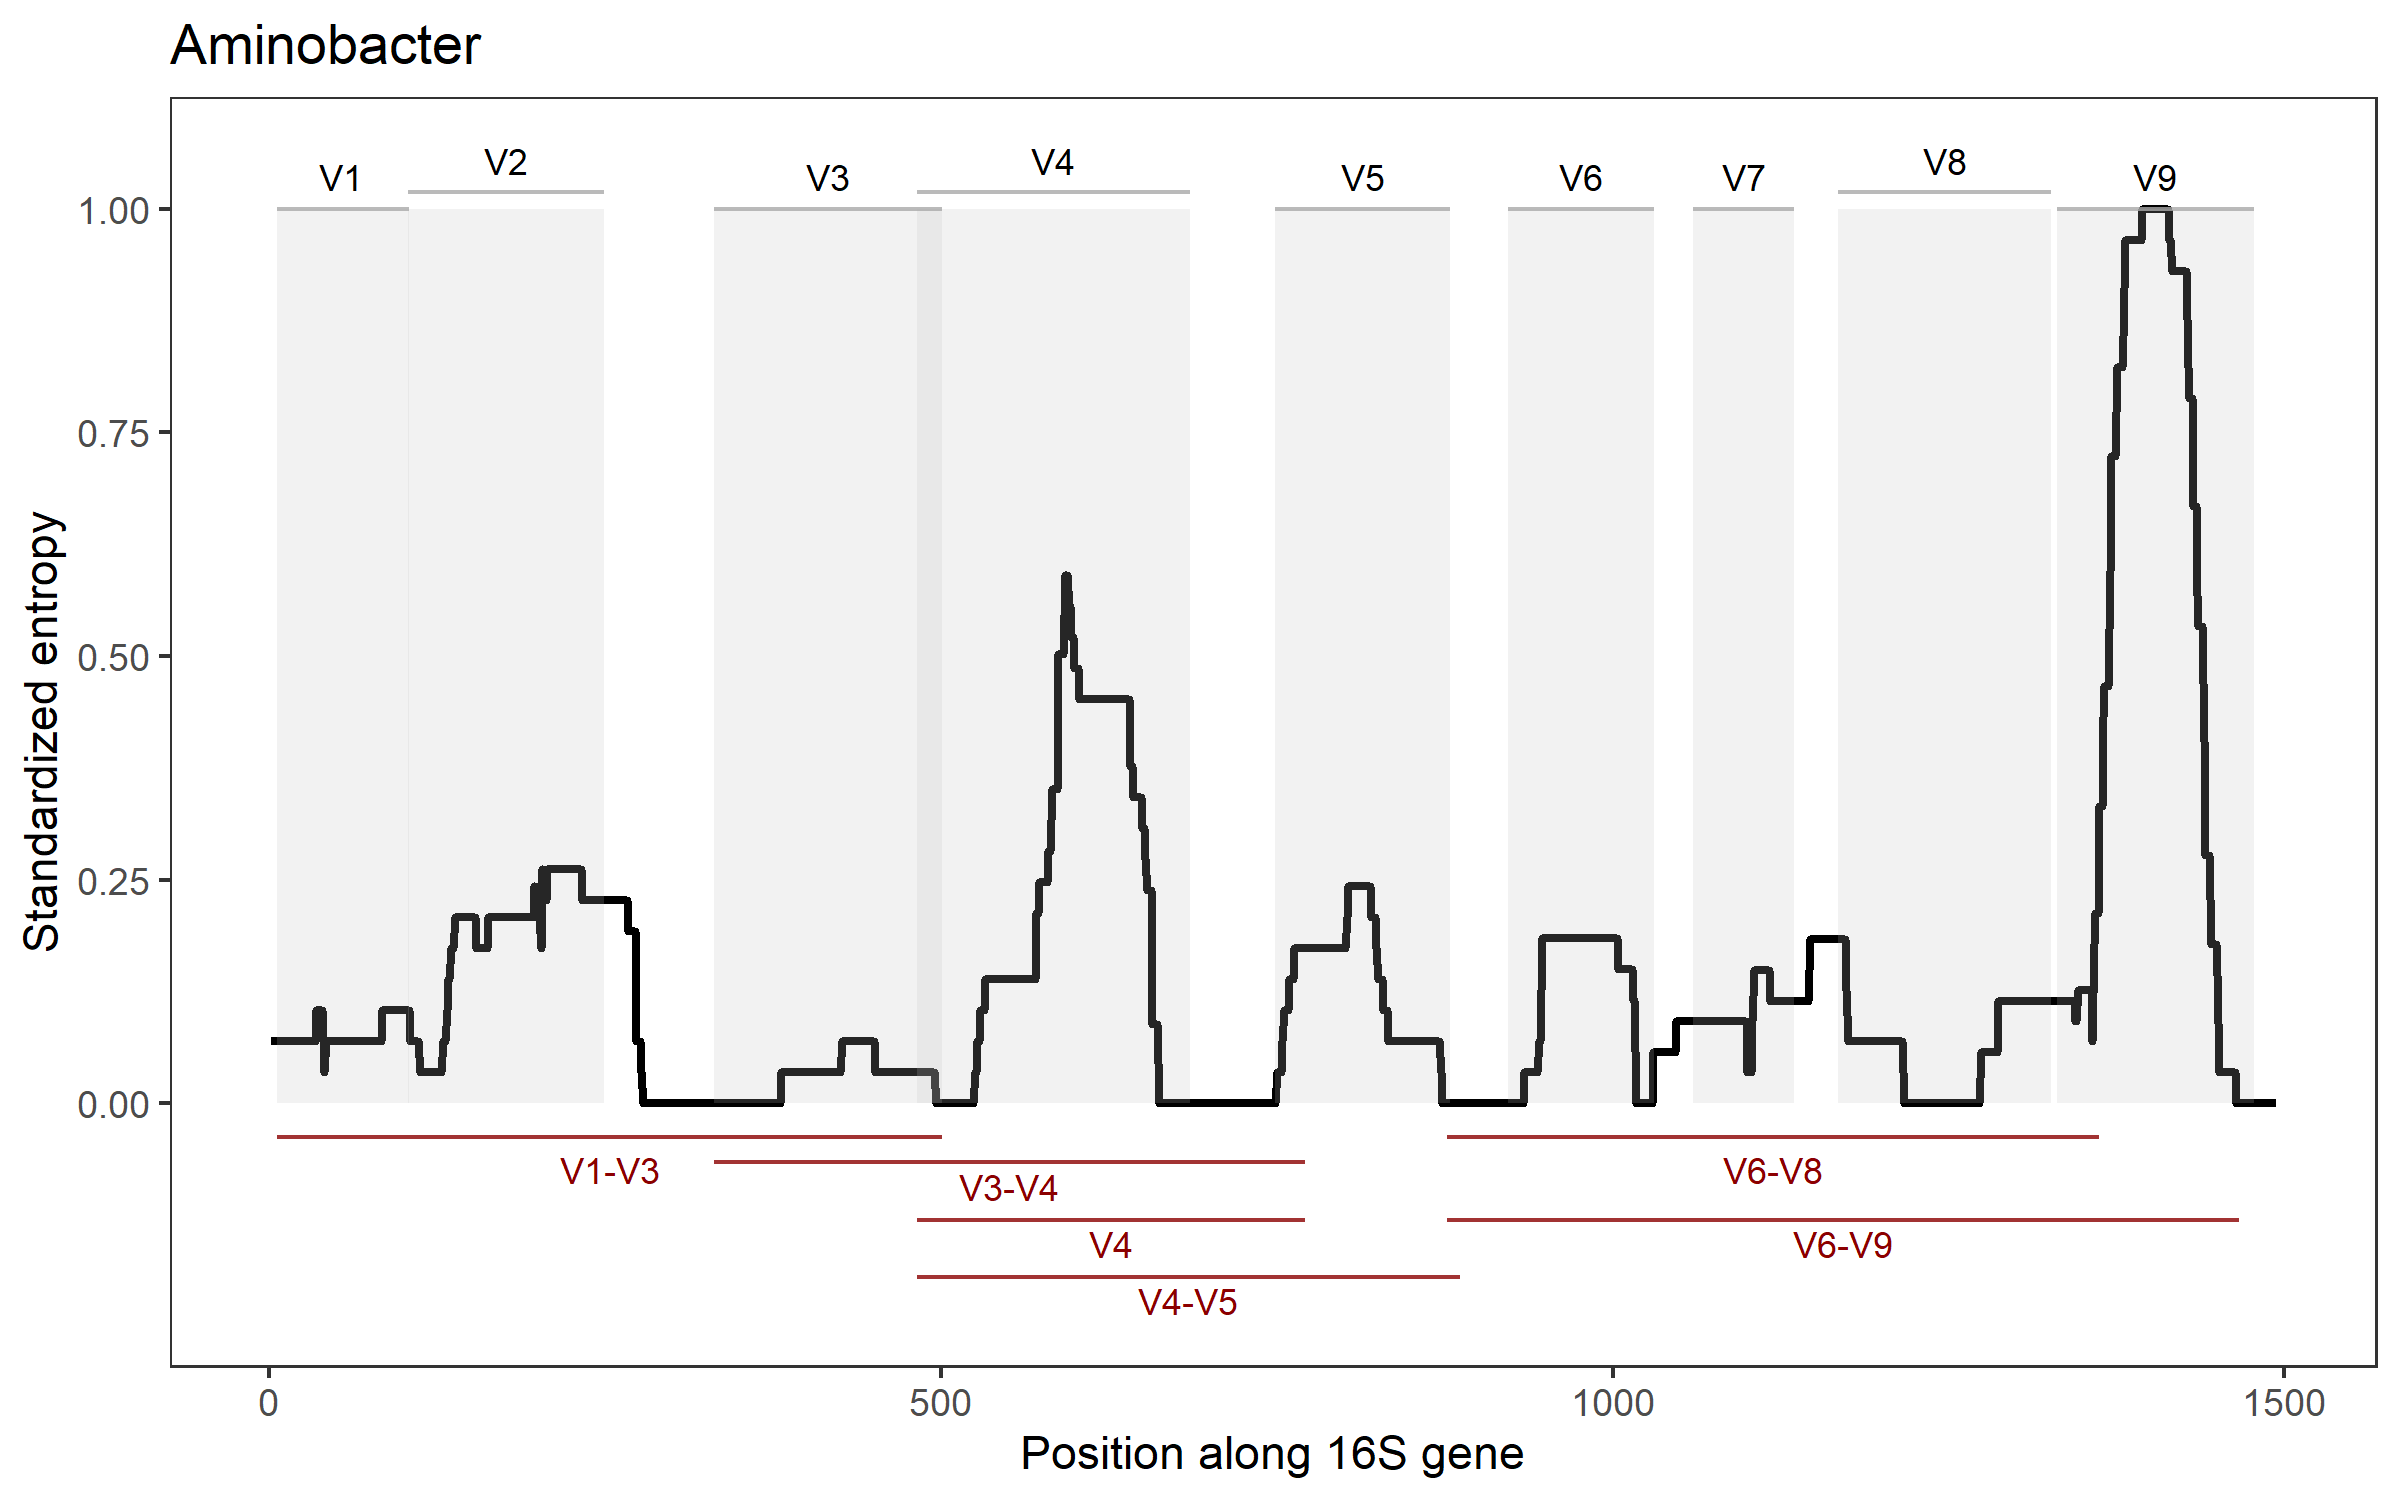 Aminobacter
V1 V2 V3 V4 V5 V6 V7 V8 V9
1.00
0.75
0.50
0.25
0.00
Standardized entropy
V1-V3
V3-V4
V4
V4-V5
V6-V8
V6-V9
0 500 1000 1500
Position along 16S gene